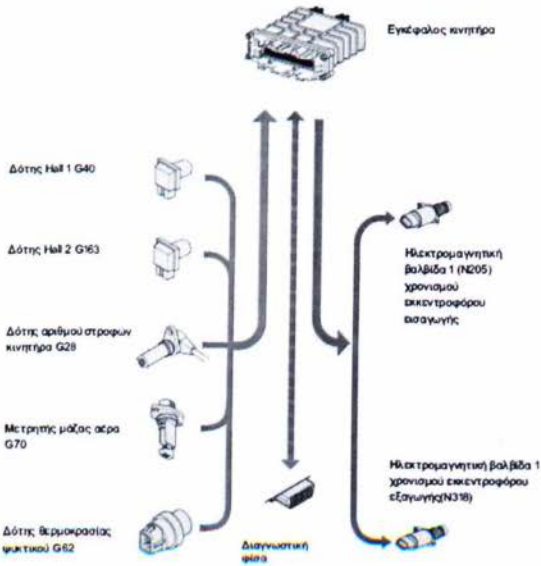 Εγκέφαλος κινητήρα
Δότης Hall 1 G40
Δότης Hall 2 G163
Δότης αριθμού στροφών
κινητήρα G28
Μετρητής μάζας αέρα
G70
Δότης θερμοκρασίας
ψυκτικού G62
Διαγνωστική
φίσα
Ηλεκτρομαγνητική
βαλβίδα 1 (N205)
χρονισμού
εκκεντροφόρου
εισαγωγής
Ηλεκτρομαγνητική βαλβίδα 1
χρονισμού εκκεντροφόρου
εξαγωγής(N318)